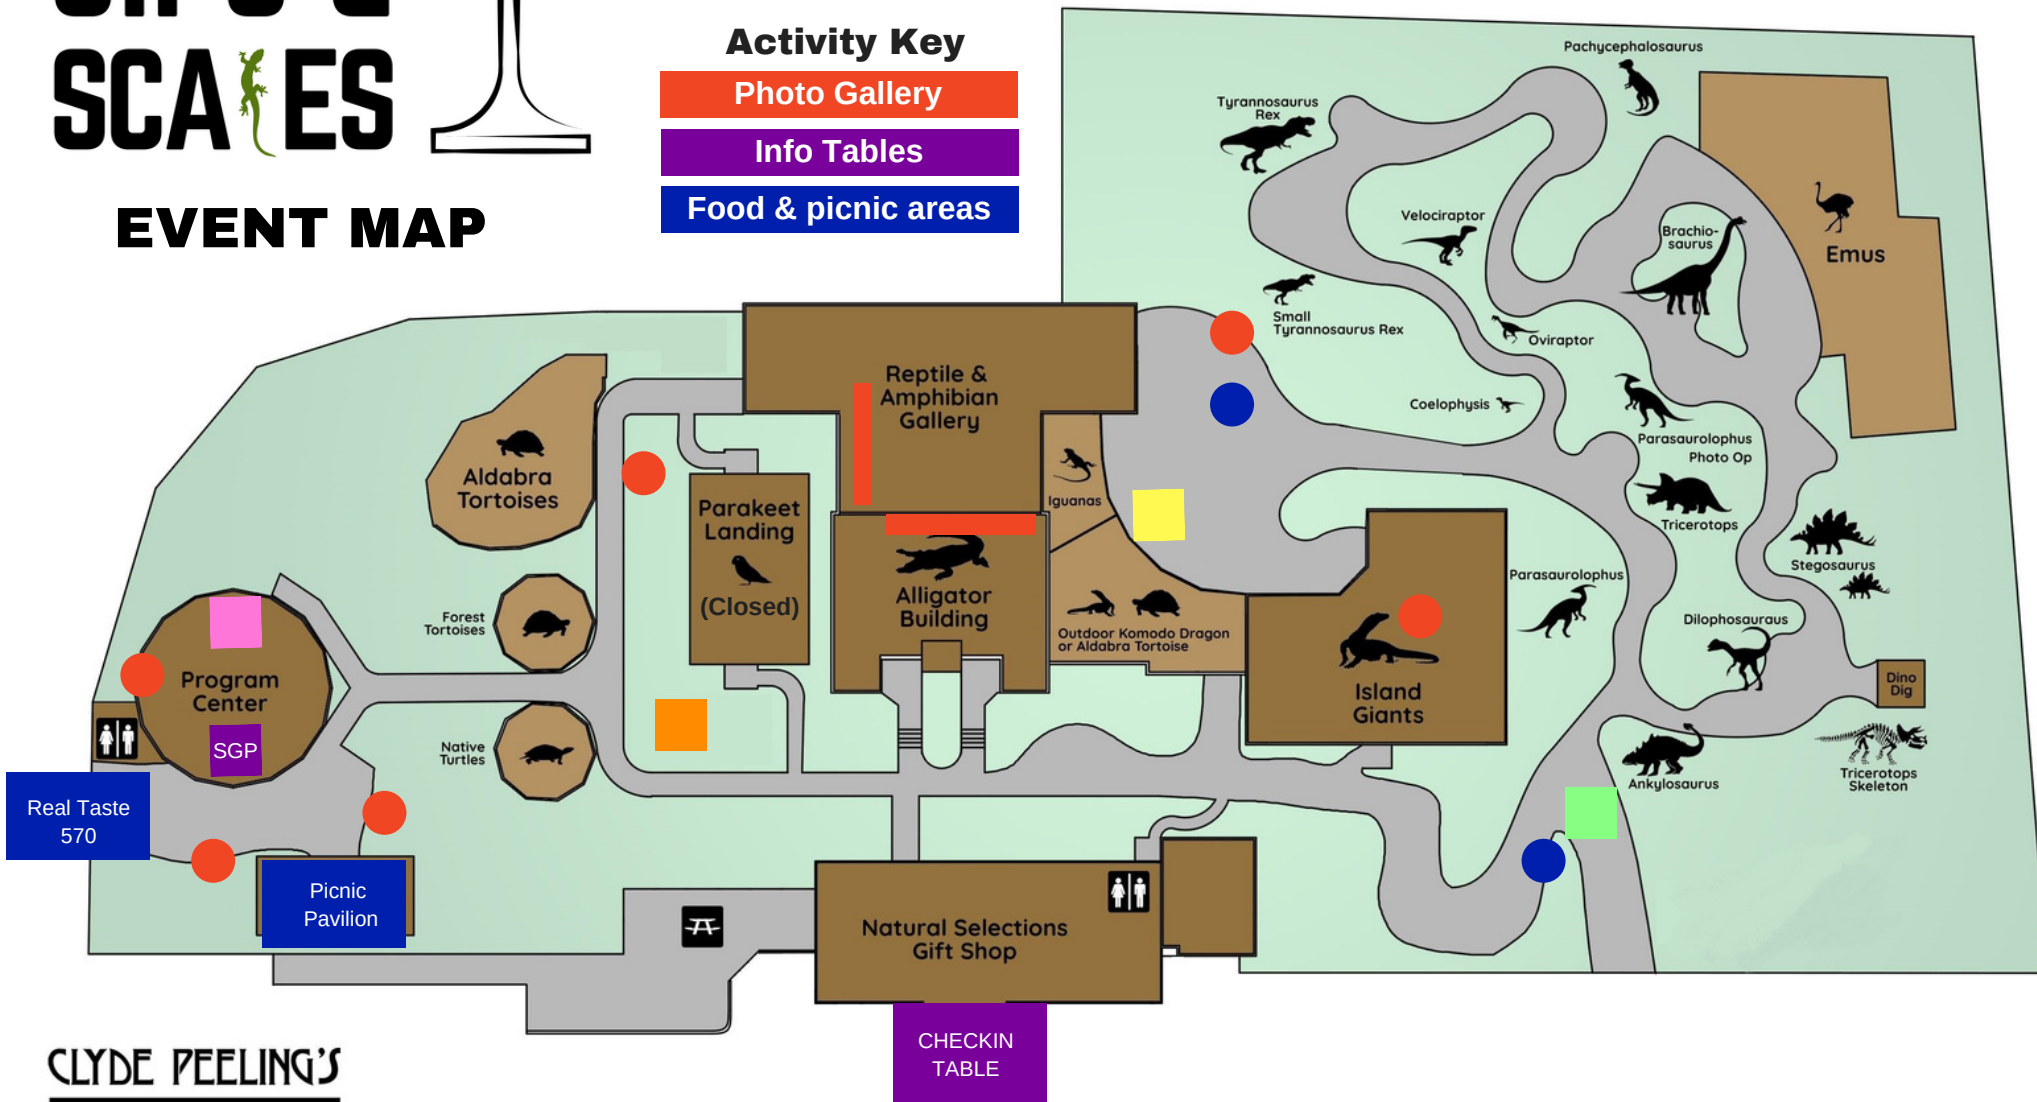 SCALES
EVENT MAP
Activity Key
Photo Gallery
Info Tables
Food & picnic areas
Pachycephalosaurus
Tyrannosaurus
Rex
Velociraptor
Brachio-
saurus
Emus
Small
Tyrannosaurus Rex
Oviraptor
Coelophysis
Parasaurolophus
Photo Op
Tricerotops
Stegosaurus
Parasaurolophus
Dilophosauraus
Dino
Dig
Ankylosaurus
Tricerotops
Skeleton
Reptile &
Amphibian
Gallery
Aldabra
Tortoises
Parakeet
Landing
(Closed)
Iguanas
Alligator
Building
Outdoor Komodo Dragon
or Aldabra Tortoise
Island
Giants
Forest
Tortoises
Program
Center
SGP
Native
Turtles
Real Taste
570
Picnic
Pavilion
Natural Selections
Gift Shop
CHECKIN
TABLE
CLYDE PEELING'S